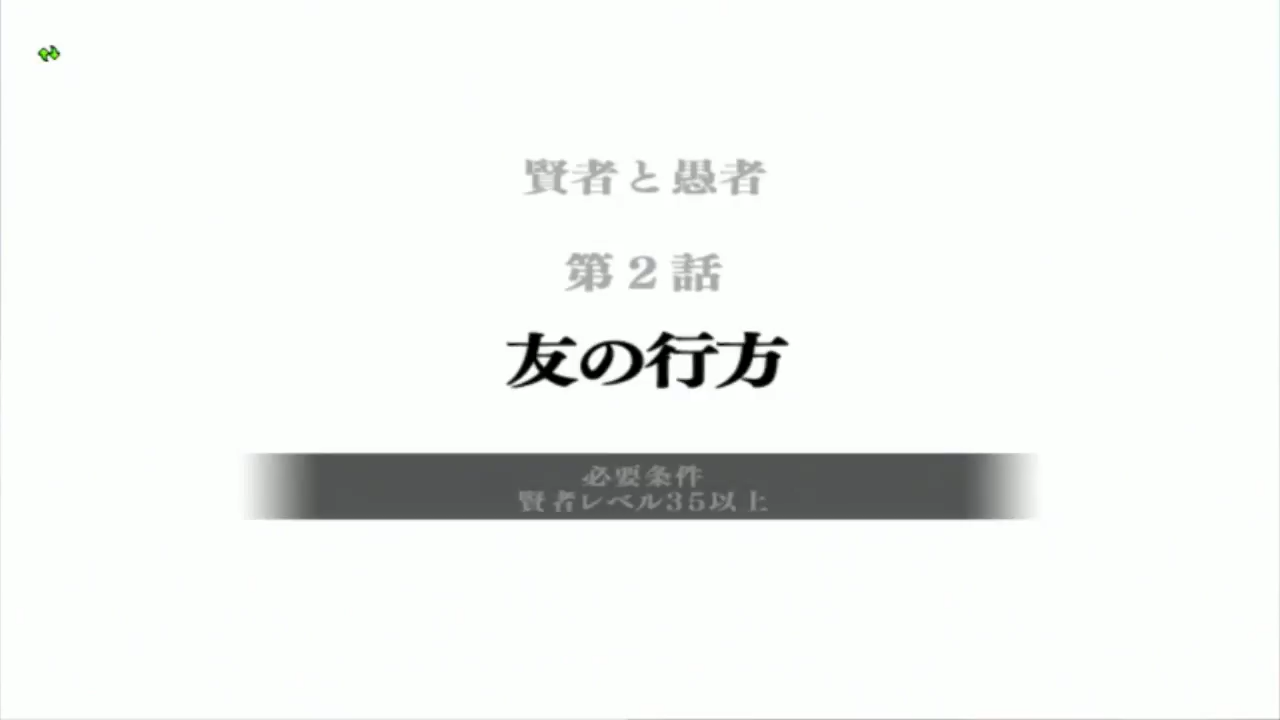 賢者と愚者
第2話
友の行方
必要条件
賢者レベル35以上